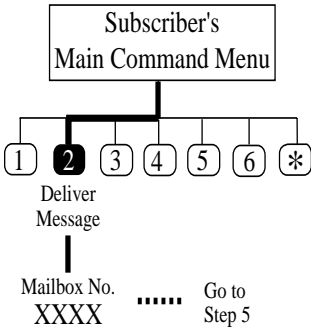 Subscriber's
Main Command Menu
1 2 3 4 5 6 *
Deliver
Message
Mailbox No.
XXXX
Go to
Step 5